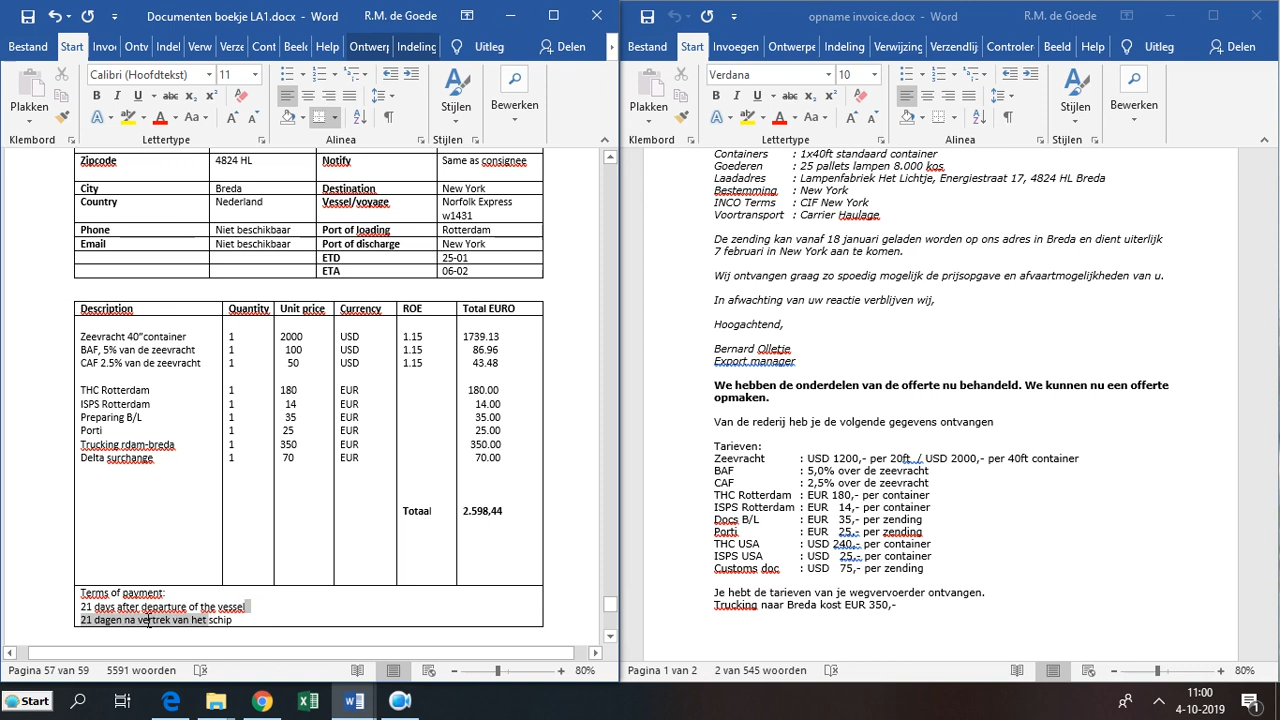 Documenten boekje LA1.docx - Word
R.M. de Goede
opname invoice.docx - Word
R.M. de Goede
Bestand Start Invoe Ontv Indel Verw Verze Cont Beeld Help Ontwerp Indeling Uitleg Delen
Bestand Start Invoegen Ontwerpe Indeling Verwijzing Verzendlij Controler Beeld Help Uitleg Delen
Calibri (Hoofdtekst) 11
Verdana 10
Plakken
Stijlen
Bewerken
Plakken
Stijlen
Bewerken
Klembord Lettertype Alinea Stijlen
Klembord Lettertype Alinea Stijlen
Zipcode 4824 HL Notify Same as consignee
City Breda Destination New York
Country Nederland Vessel/voyage Norfolk Express
w1431
Phone Niet beschikbaar Port of loading Rotterdam
Email Niet beschikbaar Port of discharge New York
ETD 25-01
ETA 06-02
Description Quantity Unit price Currency ROE Total EURO
Zeevracht 40"container 1 2000 USD 1.15 1739.13
BAF, 5% van de zeevracht 1 100 USD 1.15 86.96
CAF 2.5% van de zeevracht 1 50 USD 1.15 43.48
THC Rotterdam 1 180 EUR 180.00
ISPS Rotterdam 1 14 EUR 14.00
Preparing B/L 1 35 EUR 35.00
Porti 1 25 EUR 25.00
Trucking rdam-breda 1 350 EUR 350.00
Delta surchange 1 70 EUR 70.00
Totaal 2.598,44
Terms of payment:
21 days after departure of the vessel
21 dagen na vertrek van het schip
Containers : 1x40ft standaard container
Goederen : 25 pallets lampen 8.000 kos.
Laadadres : Lampenfabriek Het Lichtje, Energiestraat 17, 4824 HL Breda
Bestemming : New York
INCO Terms : CIF New York
Voortransport : Carrier Haulage
De zending kan vanaf 18 januari geladen worden op ons adres in Breda en dient uiterlijk
7 februari in New York aan te komen.
Wij ontvangen graag zo spoedig mogelijk de prijsopgave en afvaartmogelijkheden van u.
In afwachting van uw reactie verblijven wij,
Hoogachtend,
Bernard Olletje
Export manager
We hebben de onderdelen van de offerte nu behandeld. We kunnen nu een offerte
opmaken.
Van de rederij heb je de volgende gegevens ontvangen
Tarieven:
Zeevracht : USD 1200,- per 20ft / USD 2000,- per 40ft container
BAF : 5,0% over de zeevracht
CAF : 2,5% over de zeevracht
THC Rotterdam : EUR 180,- per container
ISPS Rotterdam : EUR 14,- per container
Docs B/L : EUR 35,- per zending
Porti : EUR 25,- per zending
THC USA : USD 240,- per container
ISPS USA : USD 25,- per container
Customs doc : USD 75,- per zending
Je hebt de tarieven van je wegvervoerder ontvangen.
Trucking naar Breda kost EUR 350,-
Pagina 57 van 59 5591 woorden 80%
Pagina 1 van 2 2 van 545 woorden 80%
Start
11:00
4-10-2019